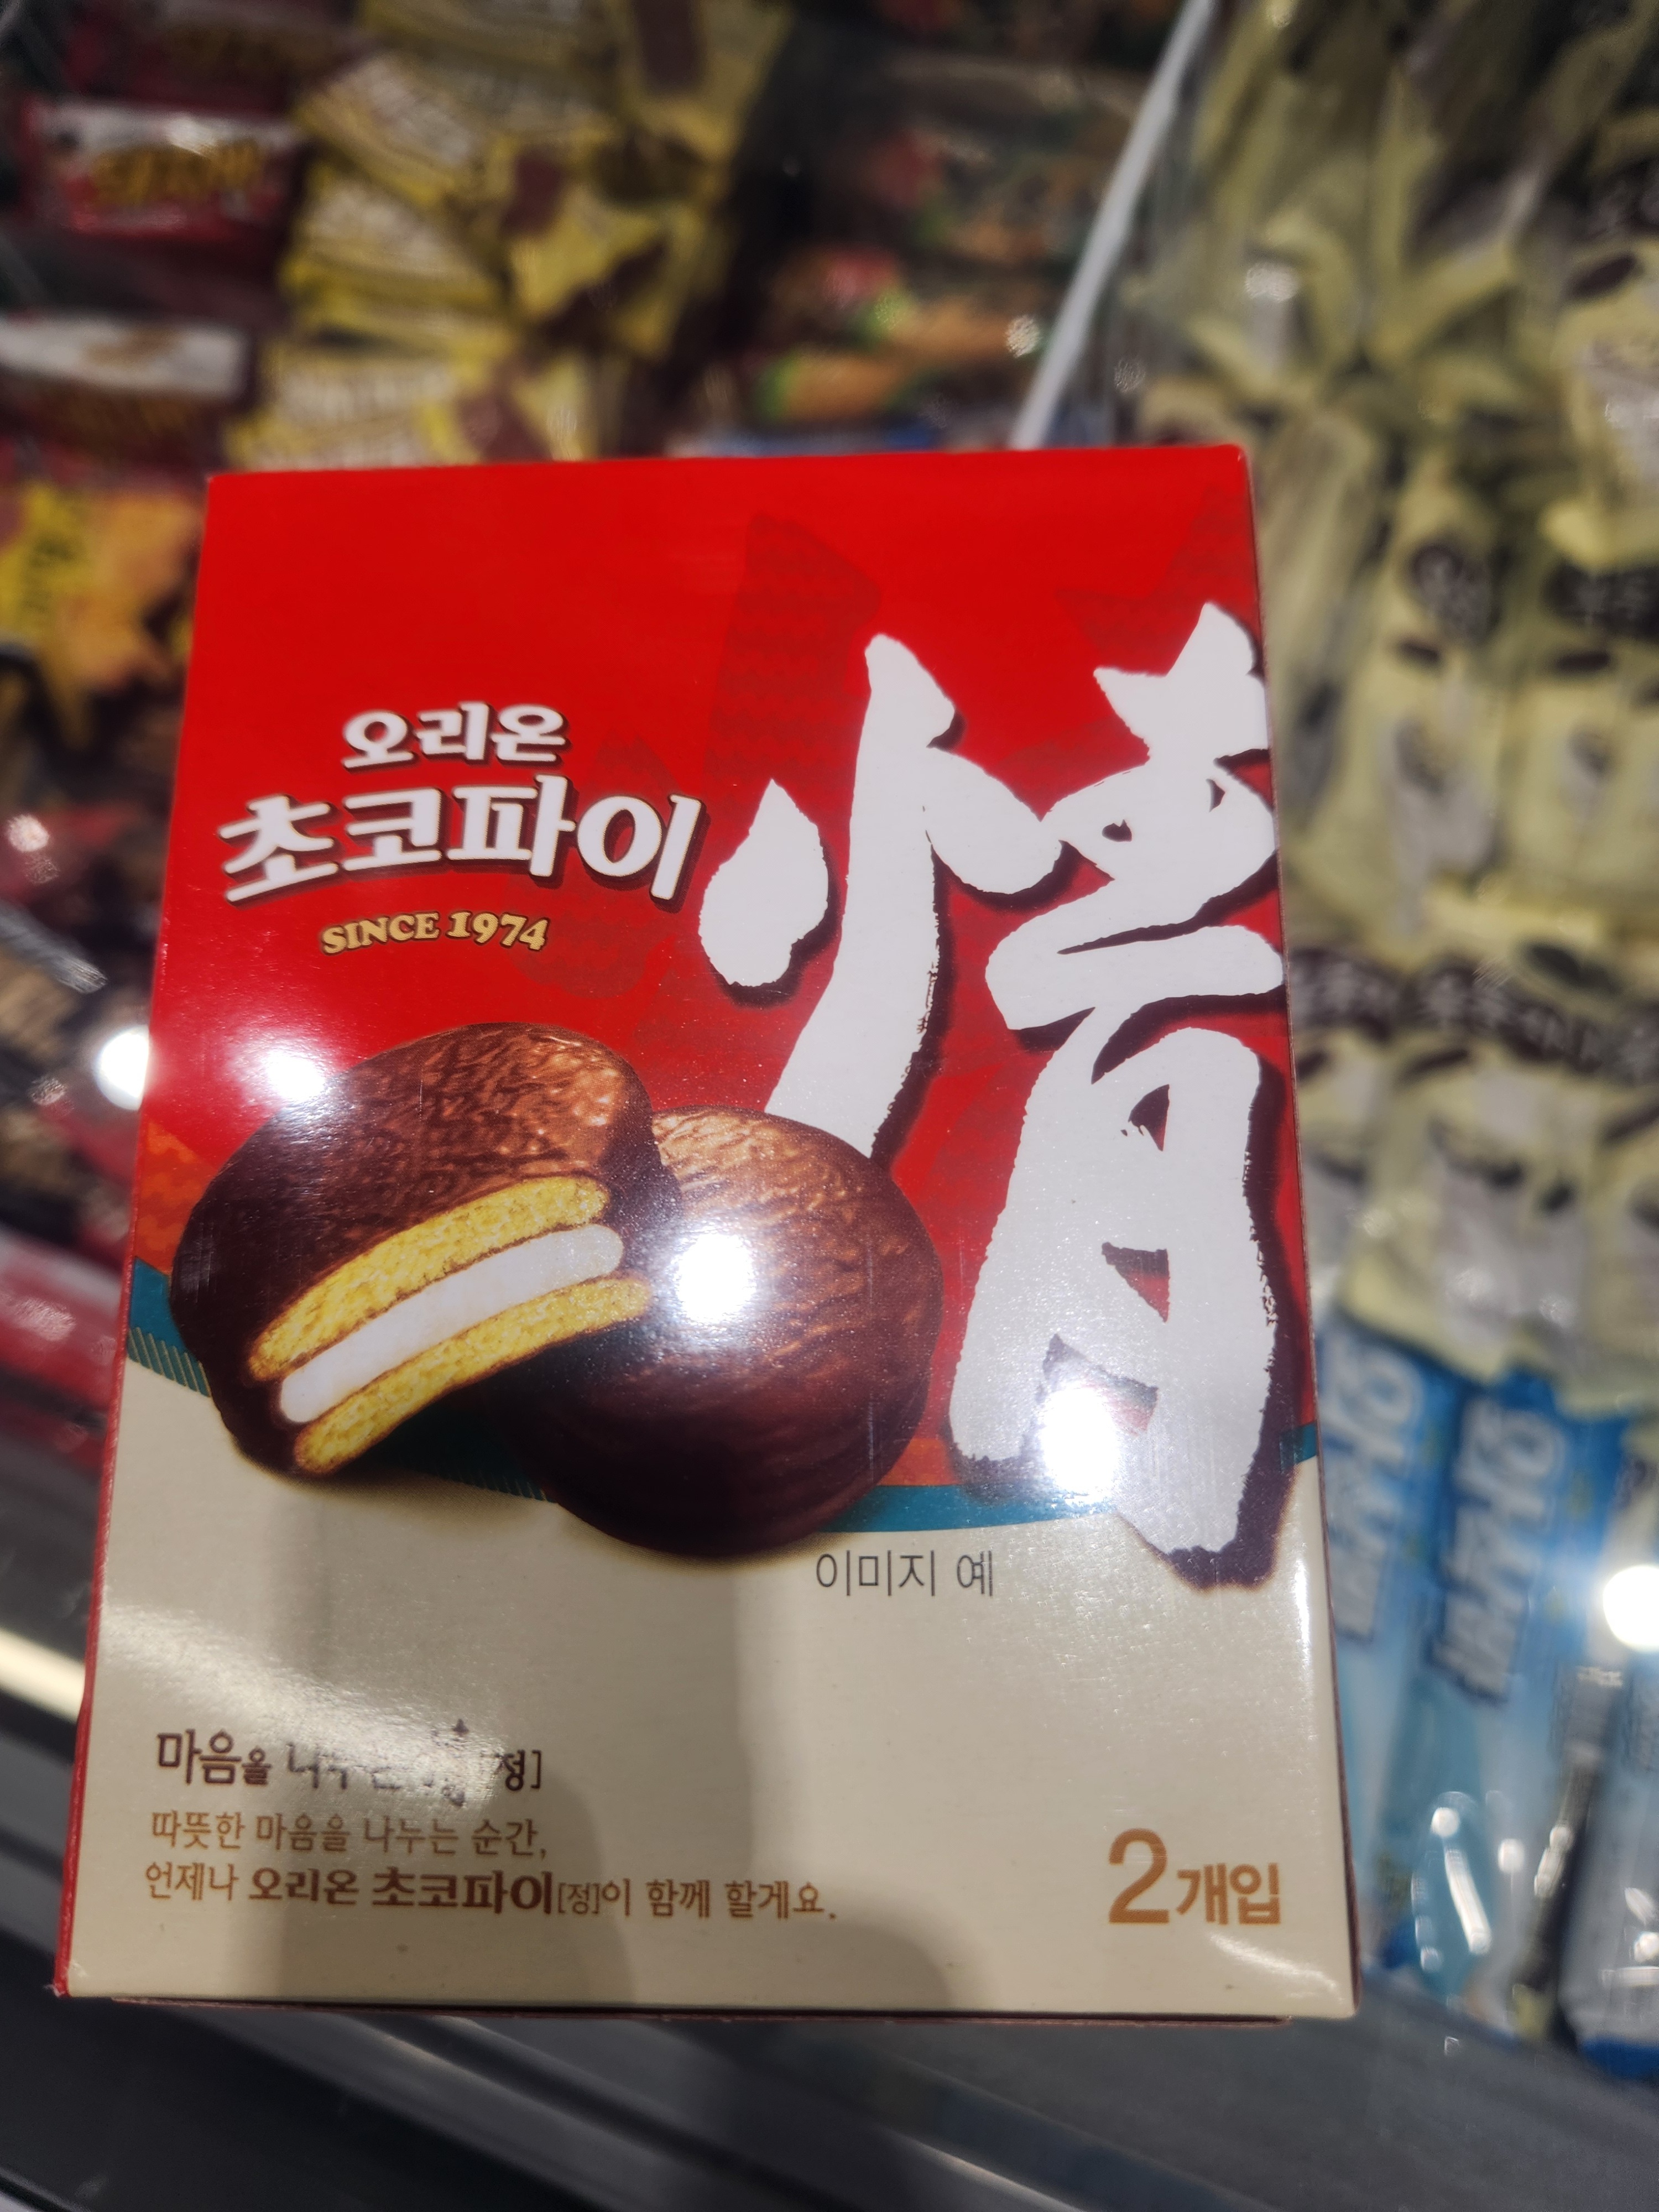 오리온
초코파이
情
SINCE 1974
이미지 예
마음을 정]
따뜻한 마음을 나누는 순간,
언제나 오리온 초코파이[정]이 함께 할게요.
2개입